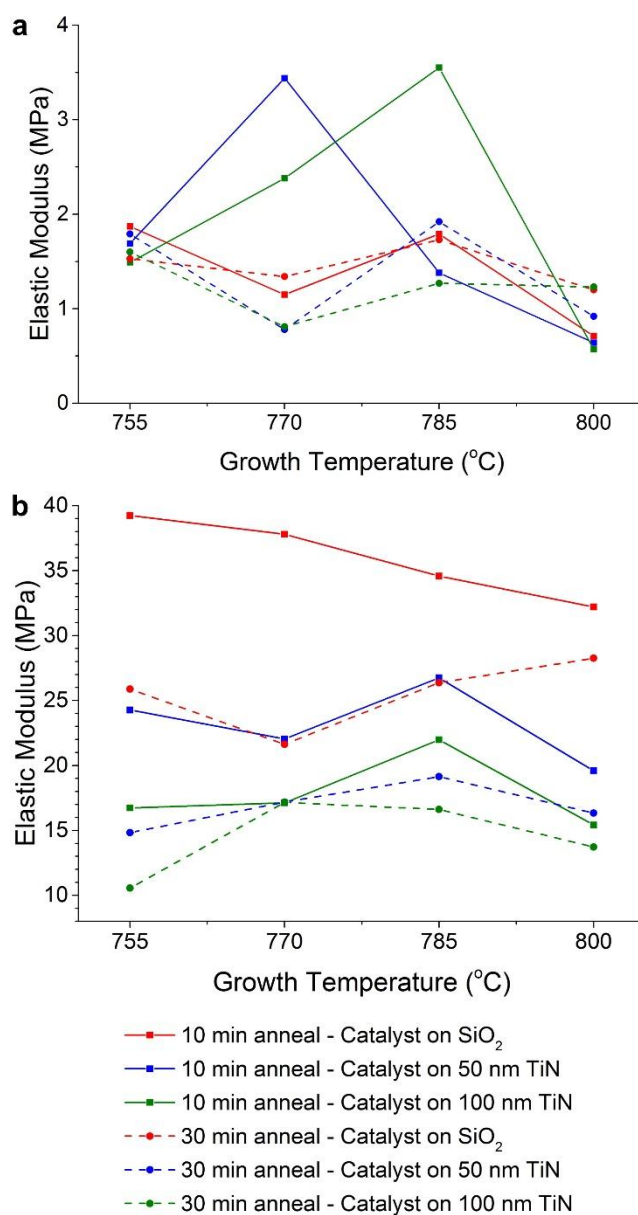 a
4
3
2
1
0
Elastic Modulus (MPa)
755 770 785 800
Growth Temperature (°C)
b
40
35
30
25
20
15
10
Elastic Modulus (MPa)
755 770 785 800
Growth Temperature (°C)
10 min anneal - Catalyst on SiO₂
10 min anneal - Catalyst on 50 nm TiN
10 min anneal - Catalyst on 100 nm TiN
30 min anneal - Catalyst on SiO₂
30 min anneal - Catalyst on 50 nm TiN
30 min anneal - Catalyst on 100 nm TiN